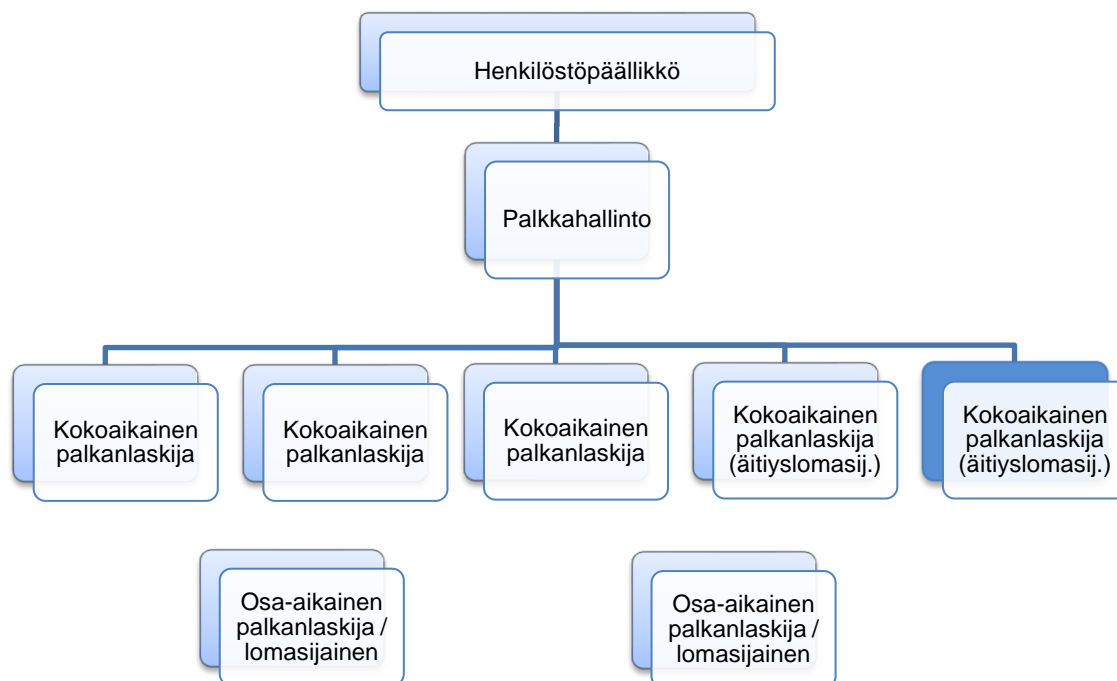 Henkilöstöpäällikkö
Palkkahallinto
Kokoaikainen
palkanlaskija
Kokoaikainen
palkanlaskija
Kokoaikainen
palkanlaskija
Kokoaikainen
palkanlaskija
(äitiyslomasij.)
Kokoaikainen
palkanlaskija
(äitiyslomasij.)
Osa-aikainen
palkanlaskija /
lomasijainen
Osa-aikainen
palkanlaskija /
lomasijainen